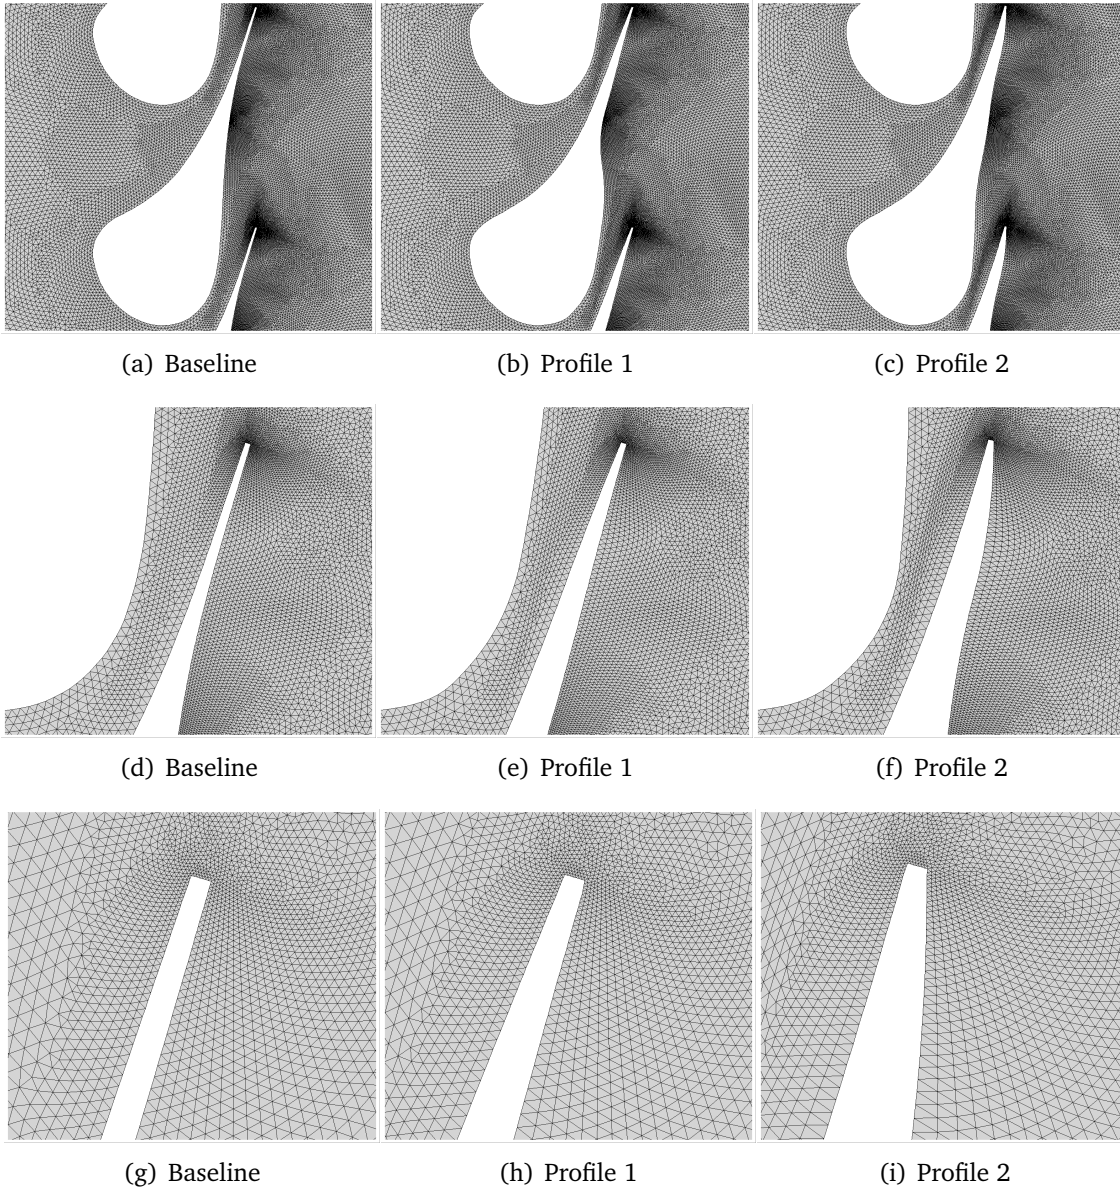 (a) Baseline
(b) Profile 1
(c) Profile 2
(d) Baseline
(e) Profile 1
(f) Profile 2
(g) Baseline
(h) Profile 1
(i) Profile 2